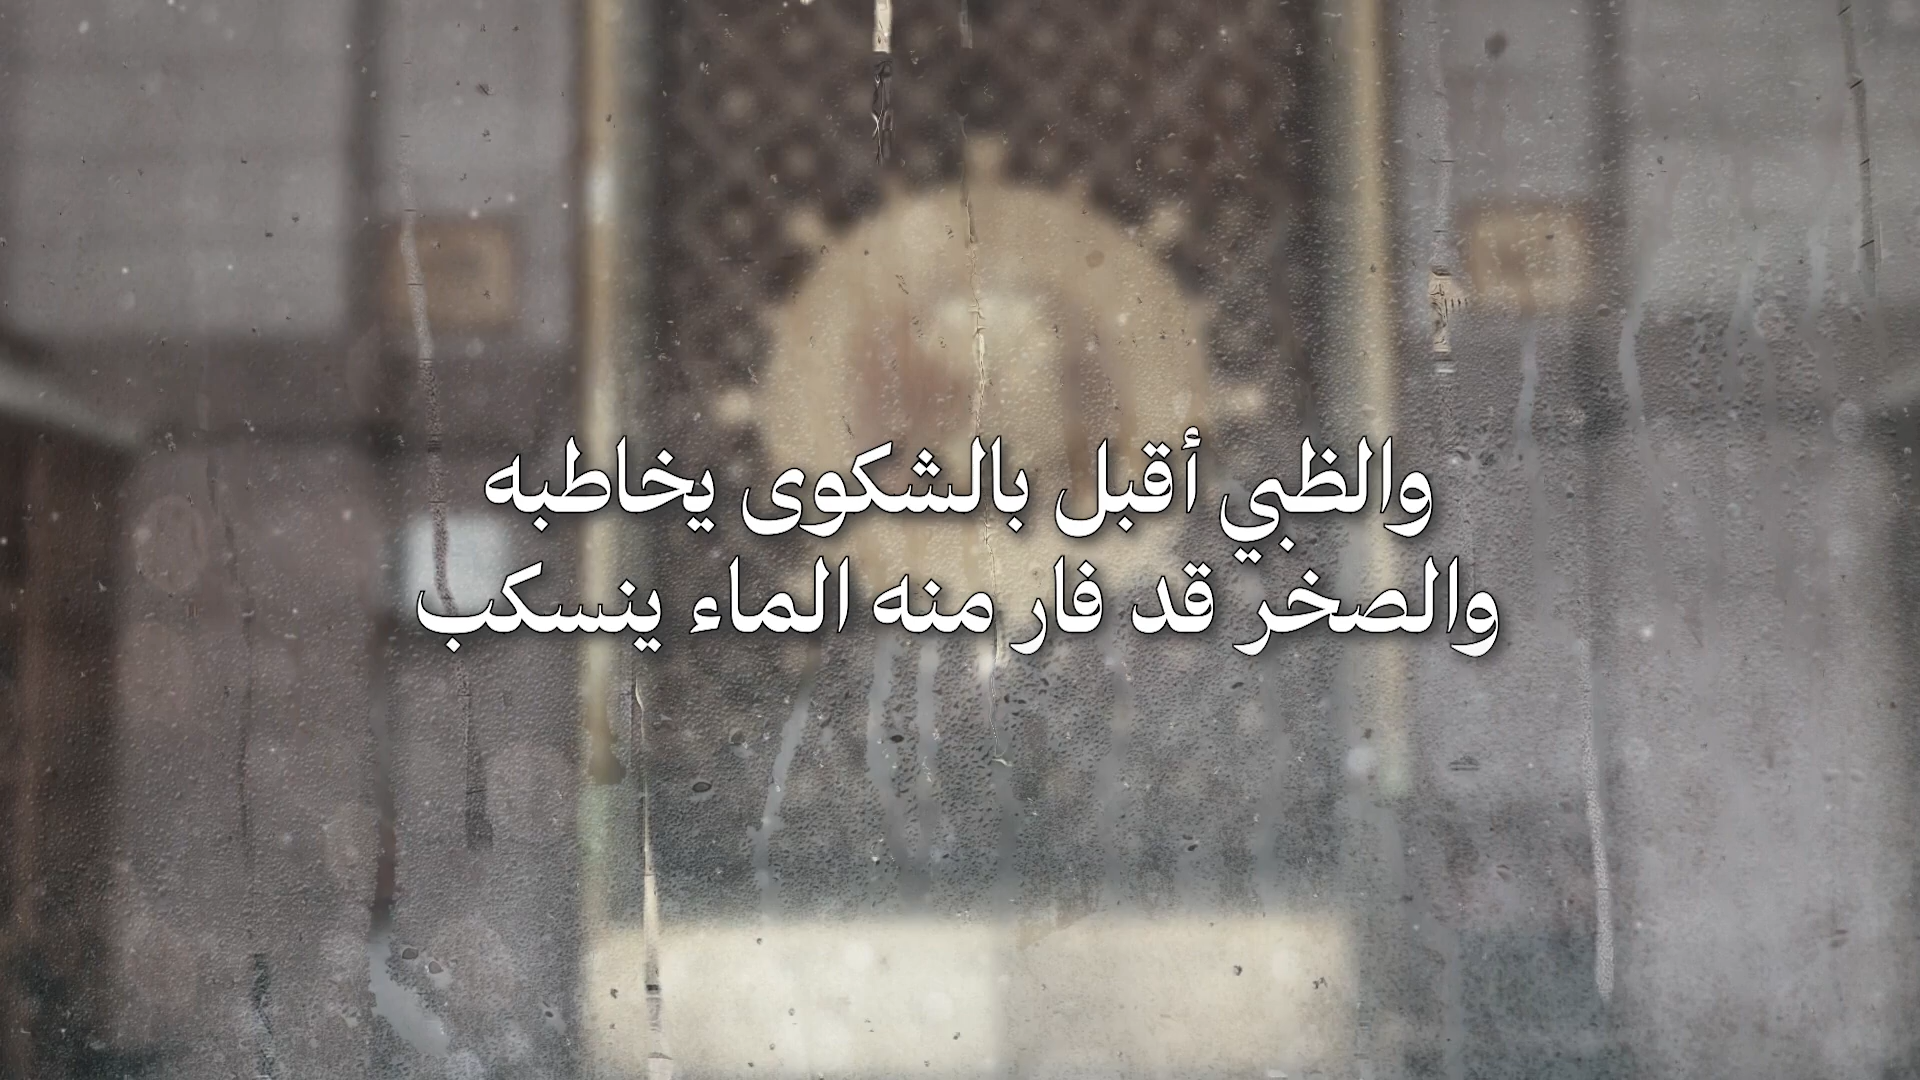 والظبي أقبل بالشكوى يخاطبه
والصخر قد فار منه الماء ينسكب